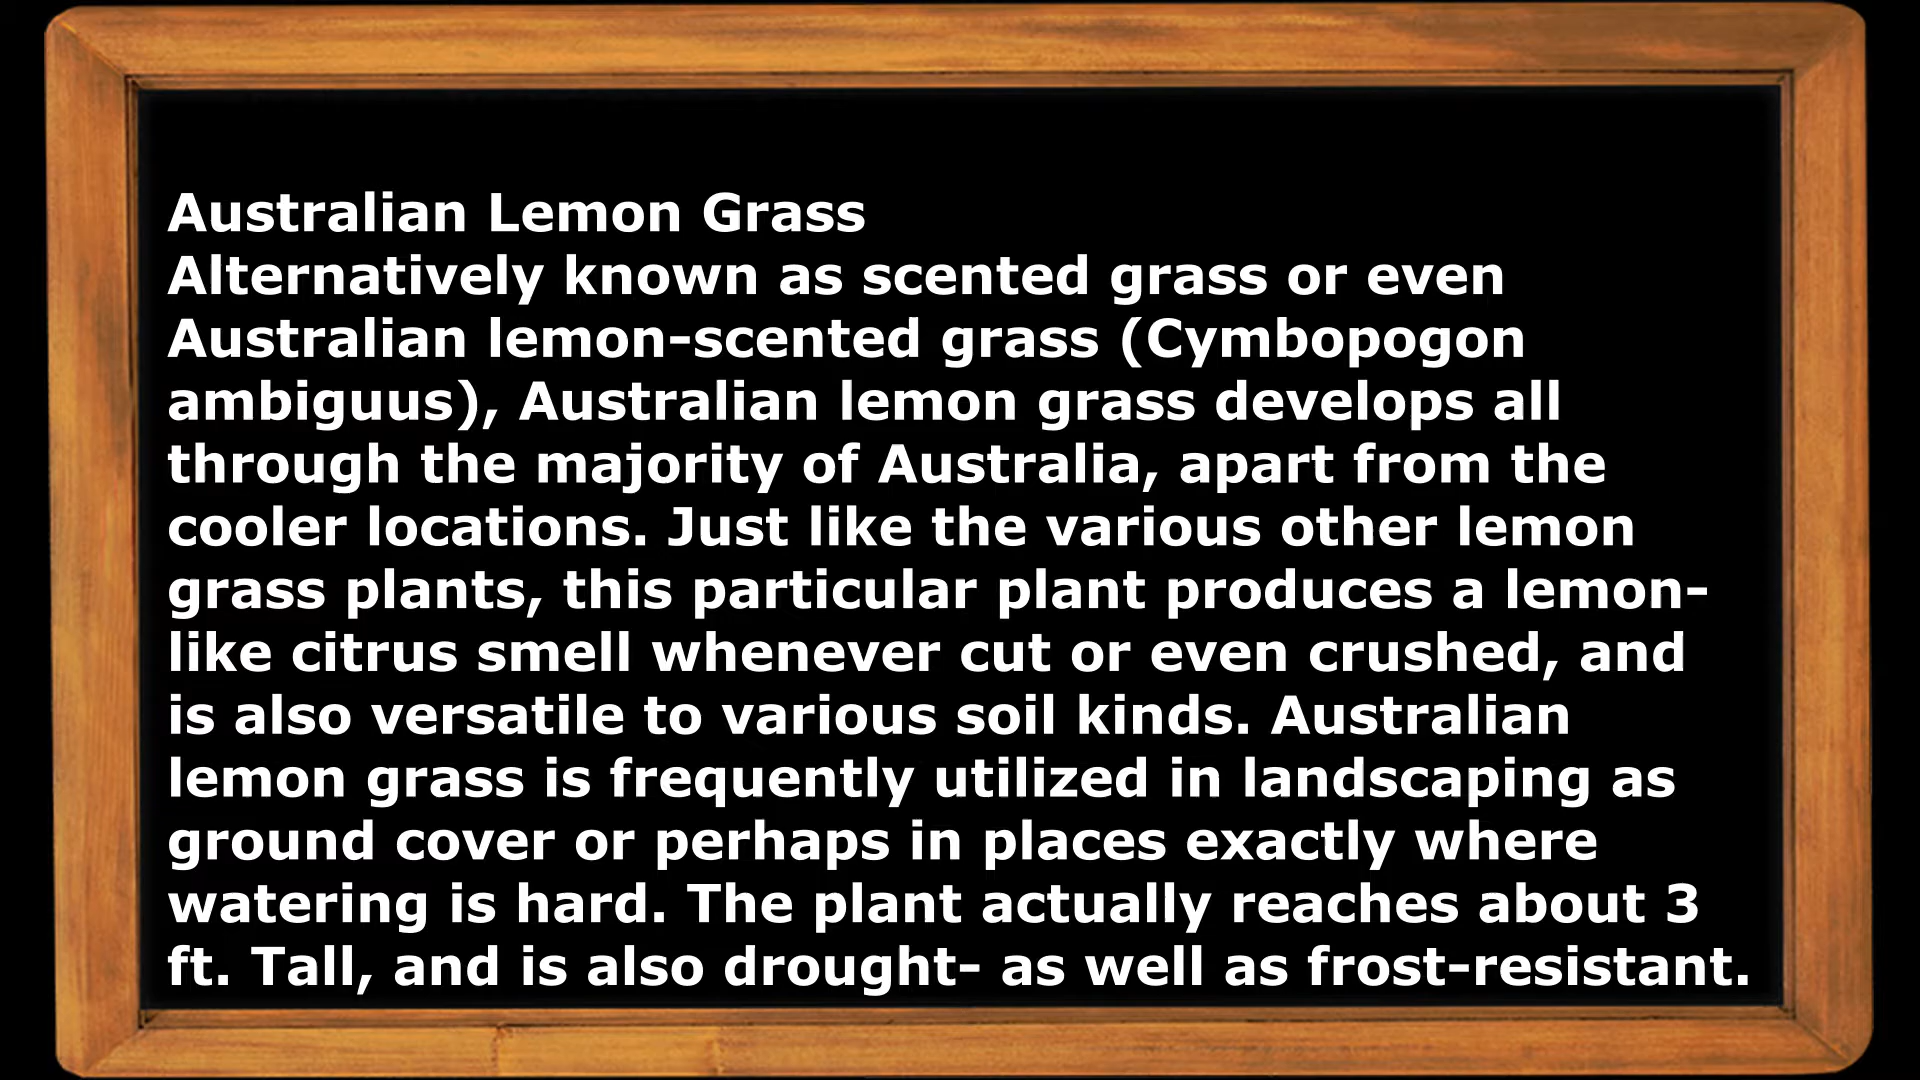 Australian Lemon Grass
Alternatively known as scented grass or even
Australian lemon-scented grass (Cymbopogon
ambiguus), Australian lemon grass develops all
through the majority of Australia, apart from the
cooler locations. Just like the various other lemon
grass plants, this particular plant produces a lemon-
like citrus smell whenever cut or even crushed, and
is also versatile to various soil kinds. Australian
lemon grass is frequently utilized in landscaping as
ground cover or perhaps in places exactly where
watering is hard. The plant actually reaches about 3
ft. Tall, and is also drought- as well as frost-resistant.